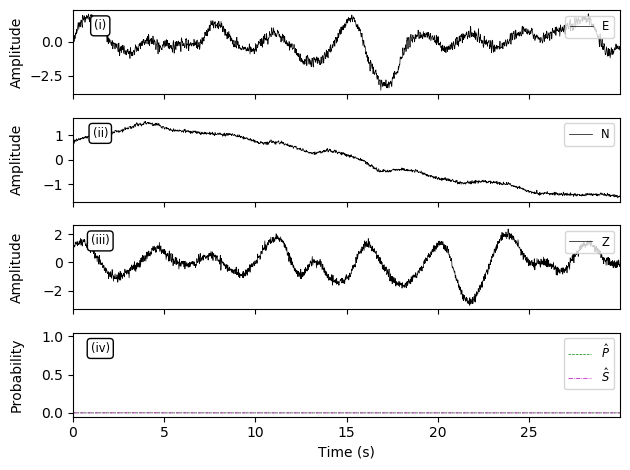 Amplitude
0.0
−2.5
(i)
E
Amplitude
1
0
−1
(ii)
N
Amplitude
2
0
−2
(iii)
Z
Probability
1.0
0.5
0.0
(iv)
P̂
Ŝ
0 5 10 15 20 25
Time (s)